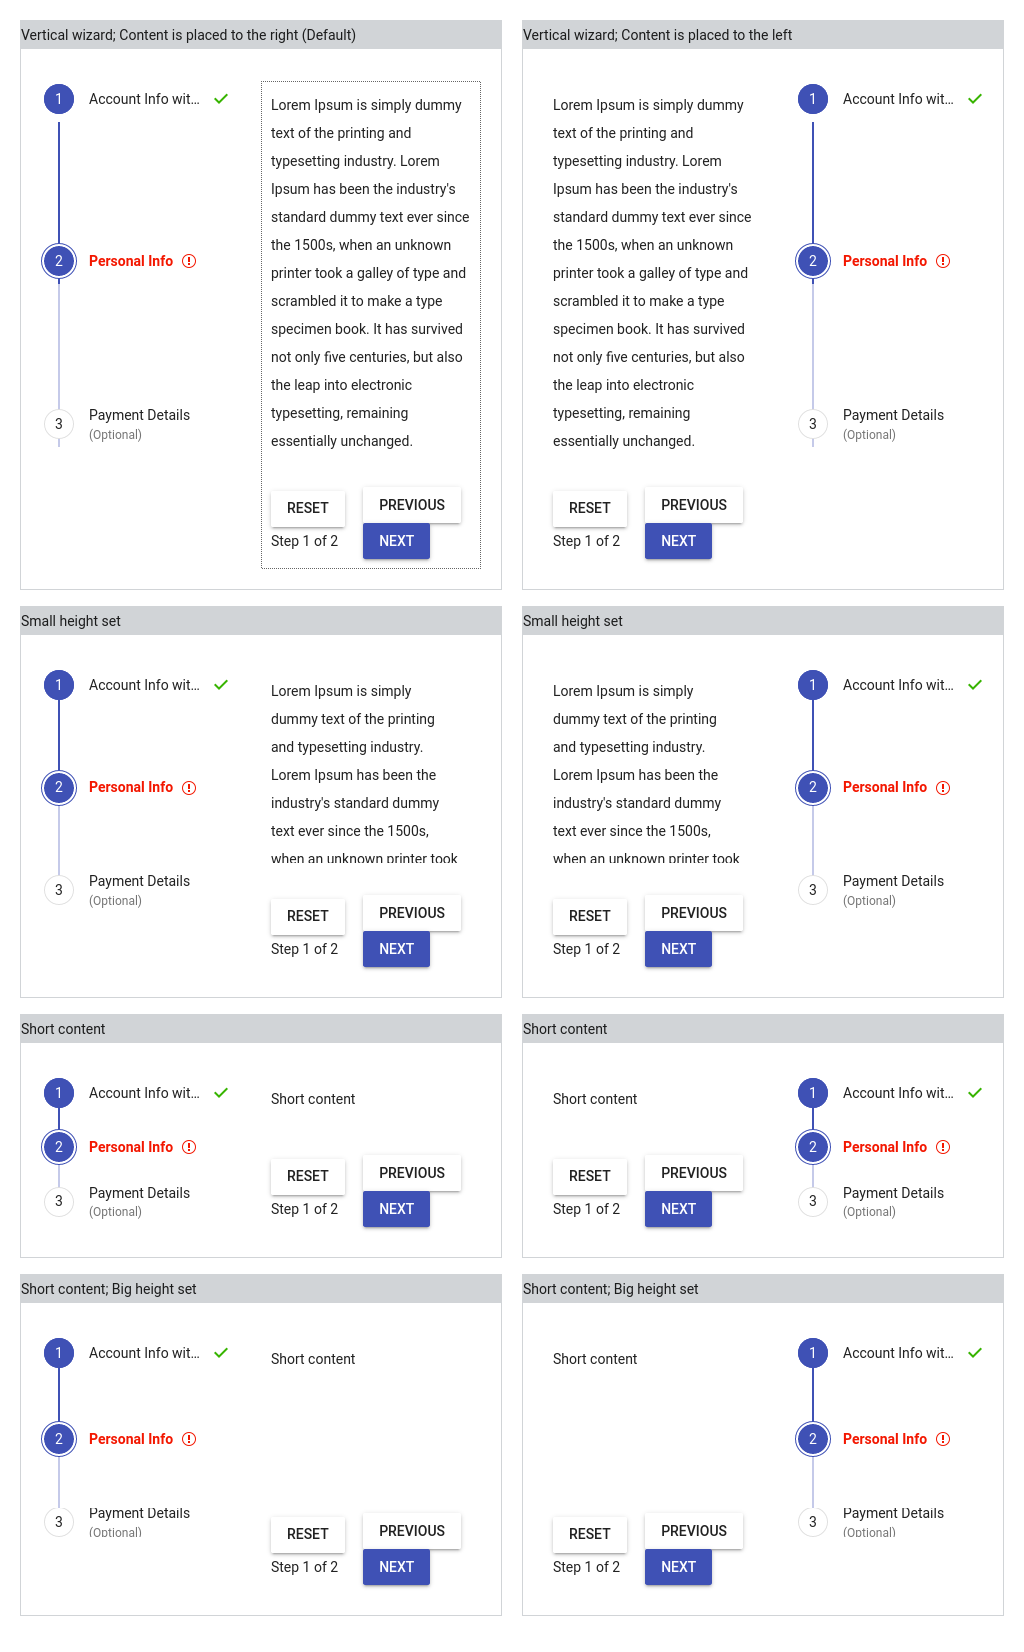 Vertical wizard; Content is placed to the right (Default)
1 Account Info wit...
2 Personal Info
3 Payment Details
(Optional)
Lorem Ipsum is simply dummy
text of the printing and
typesetting industry. Lorem
Ipsum has been the industry's
standard dummy text ever since
the 1500s, when an unknown
printer took a galley of type and
scrambled it to make a type
specimen book. It has survived
not only five centuries, but also
the leap into electronic
typesetting, remaining
essentially unchanged.
RESET PREVIOUS
Step 1 of 2 NEXT
Vertical wizard; Content is placed to the left
Lorem Ipsum is simply dummy
text of the printing and
typesetting industry. Lorem
Ipsum has been the industry's
standard dummy text ever since
the 1500s, when an unknown
printer took a galley of type and
scrambled it to make a type
specimen book. It has survived
not only five centuries, but also
the leap into electronic
typesetting, remaining
essentially unchanged.
RESET PREVIOUS
Step 1 of 2 NEXT
1 Account Info wit...
2 Personal Info
3 Payment Details
(Optional)
Small height set
1 Account Info wit...
2 Personal Info
3 Payment Details
(Optional)
Lorem Ipsum is simply
dummy text of the printing
and typesetting industry.
Lorem Ipsum has been the
industry's standard dummy
text ever since the 1500s,
when an unknown printer took
RESET PREVIOUS
Step 1 of 2 NEXT
Small height set
Lorem Ipsum is simply
dummy text of the printing
and typesetting industry.
Lorem Ipsum has been the
industry's standard dummy
text ever since the 1500s,
when an unknown printer took
RESET PREVIOUS
Step 1 of 2 NEXT
1 Account Info wit...
2 Personal Info
3 Payment Details
(Optional)
Short content
1 Account Info wit...
2 Personal Info
3 Payment Details
(Optional)
Short content
RESET PREVIOUS
Step 1 of 2 NEXT
Short content
Short content
RESET PREVIOUS
Step 1 of 2 NEXT
1 Account Info wit...
2 Personal Info
3 Payment Details
(Optional)
Short content; Big height set
1 Account Info wit...
2 Personal Info
3 Payment Details
(Optional)
Short content
RESET PREVIOUS
Step 1 of 2 NEXT
Short content; Big height set
Short content
RESET PREVIOUS
Step 1 of 2 NEXT
1 Account Info wit...
2 Personal Info
3 Payment Details
(Optional)